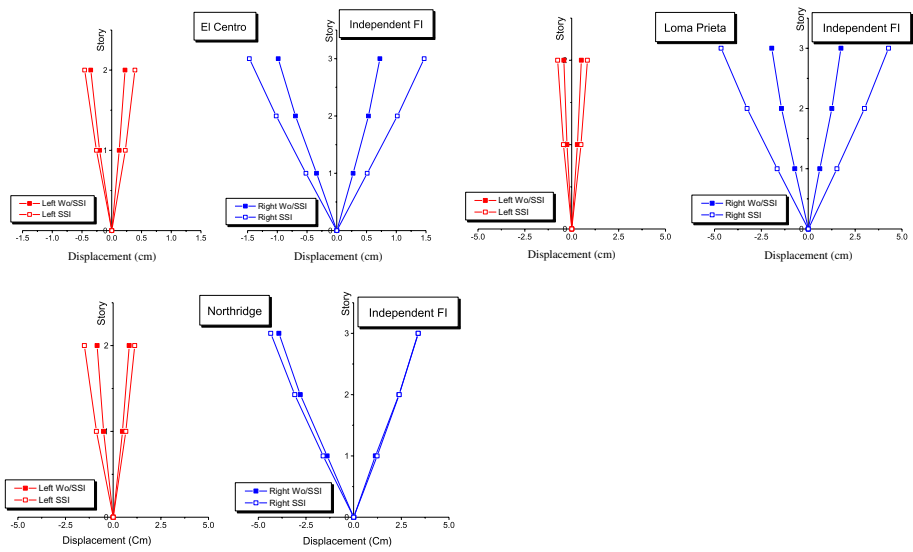 El Centro
Independent FI
Story
2
1
0
Left Wo/SSI
Left SSI
-1.5 -1.0 -0.5 0.0 0.5 1.0 1.5
Displacement (cm)
Story
3
2
1
0
Right Wo/SSI
Right SSI
-1.5 -1.0 -0.5 0.0 0.5 1.0 1.5
Displacement (cm)
Loma Prieta
Independent FI
Story
1
0
Left Wo/SSI
Left SSI
-5.0 -2.5 0.0 2.5 5.0
Displacement (cm)
Story
3
2
1
0
Right Wo/SSI
Right SSI
-5.0 -2.5 0.0 2.5 5.0
Displacement (cm)
Northridge
Independent FI
Story
2
1
0
Left Wo/SSI
Left SSI
-5.0 -2.5 0.0 2.5 5.0
Displacement (Cm)
Story
3
2
1
0
Right Wo/SSI
Right SSI
-5.0 -2.5 0.0 2.5 5.0
Displacement (Cm)